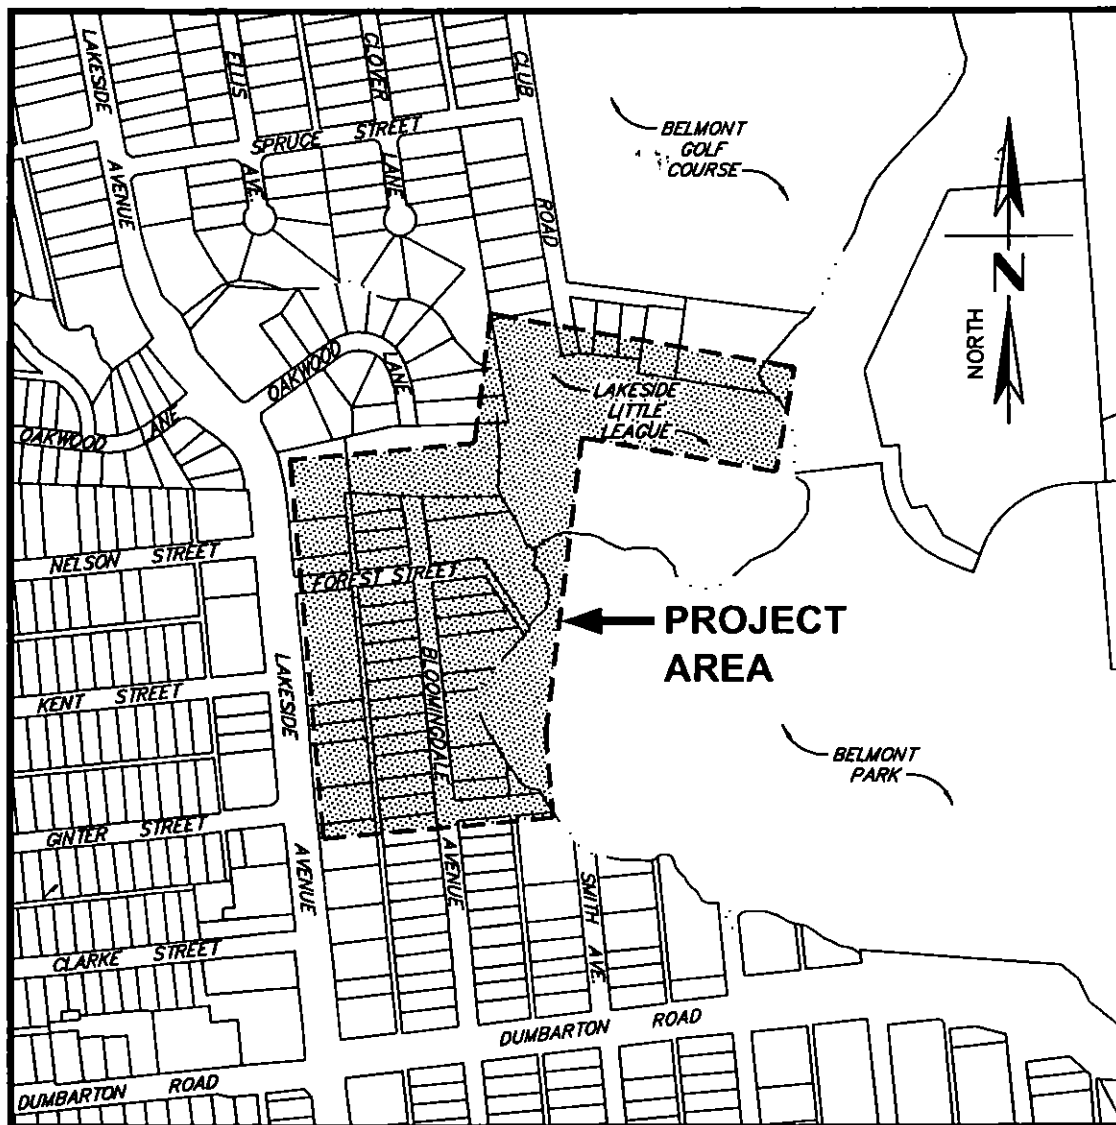 LAKESIDE
AVENUE
ELLIS
AVE.
CLOVER
LANE
CLUB
ROAD
SPRUCE STREET
BELMONT
GOLF
COURSE
N
NORTH
OAKWOOD
LANE
LAKESIDE
LITTLE
LEAGUE
OAKWOOD
LANE
NELSON STREET
FOREST STREET
PROJECT
AREA
KENT STREET
LAKESIDE
AVENUE
BLOOMINGDALE
AVENUE
BELMONT
PARK
GINTER STREET
SMITH AVE.
CLARKE STREET
DUMBARTON ROAD
DUMBARTON ROAD